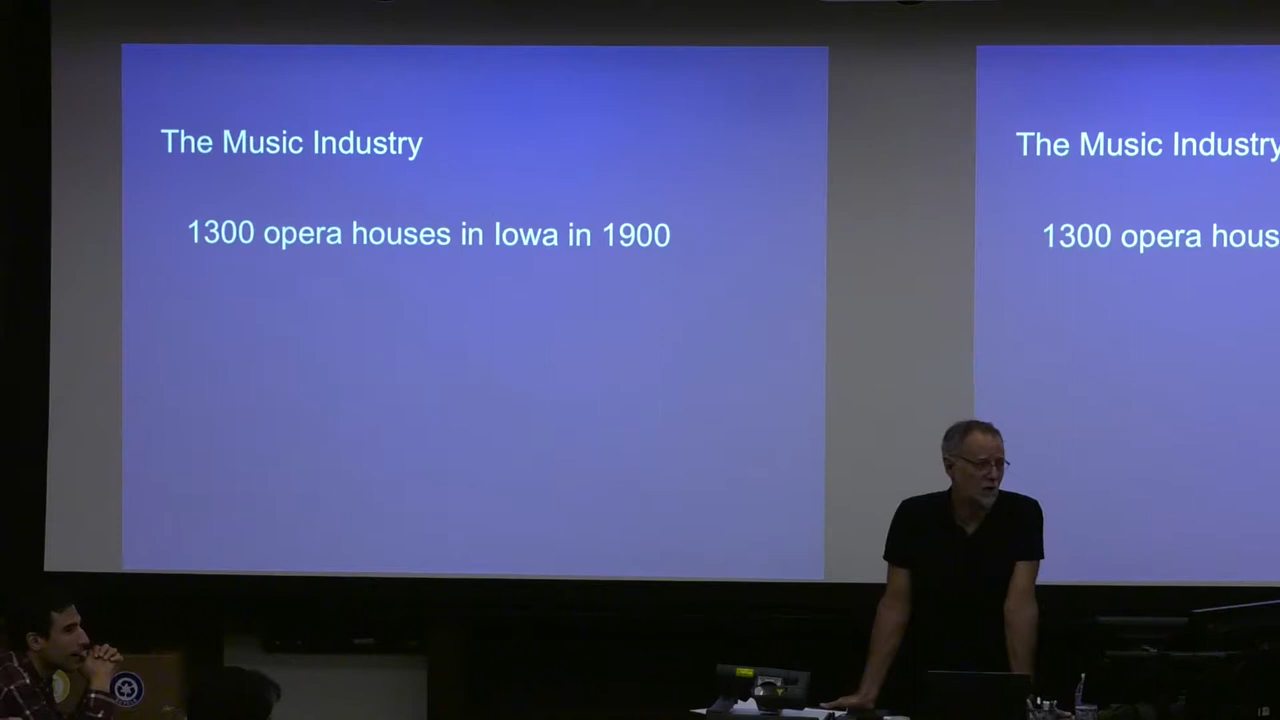 The Music Industry
1300 opera houses in Iowa in 1900
The Music Industry
1300 opera hous